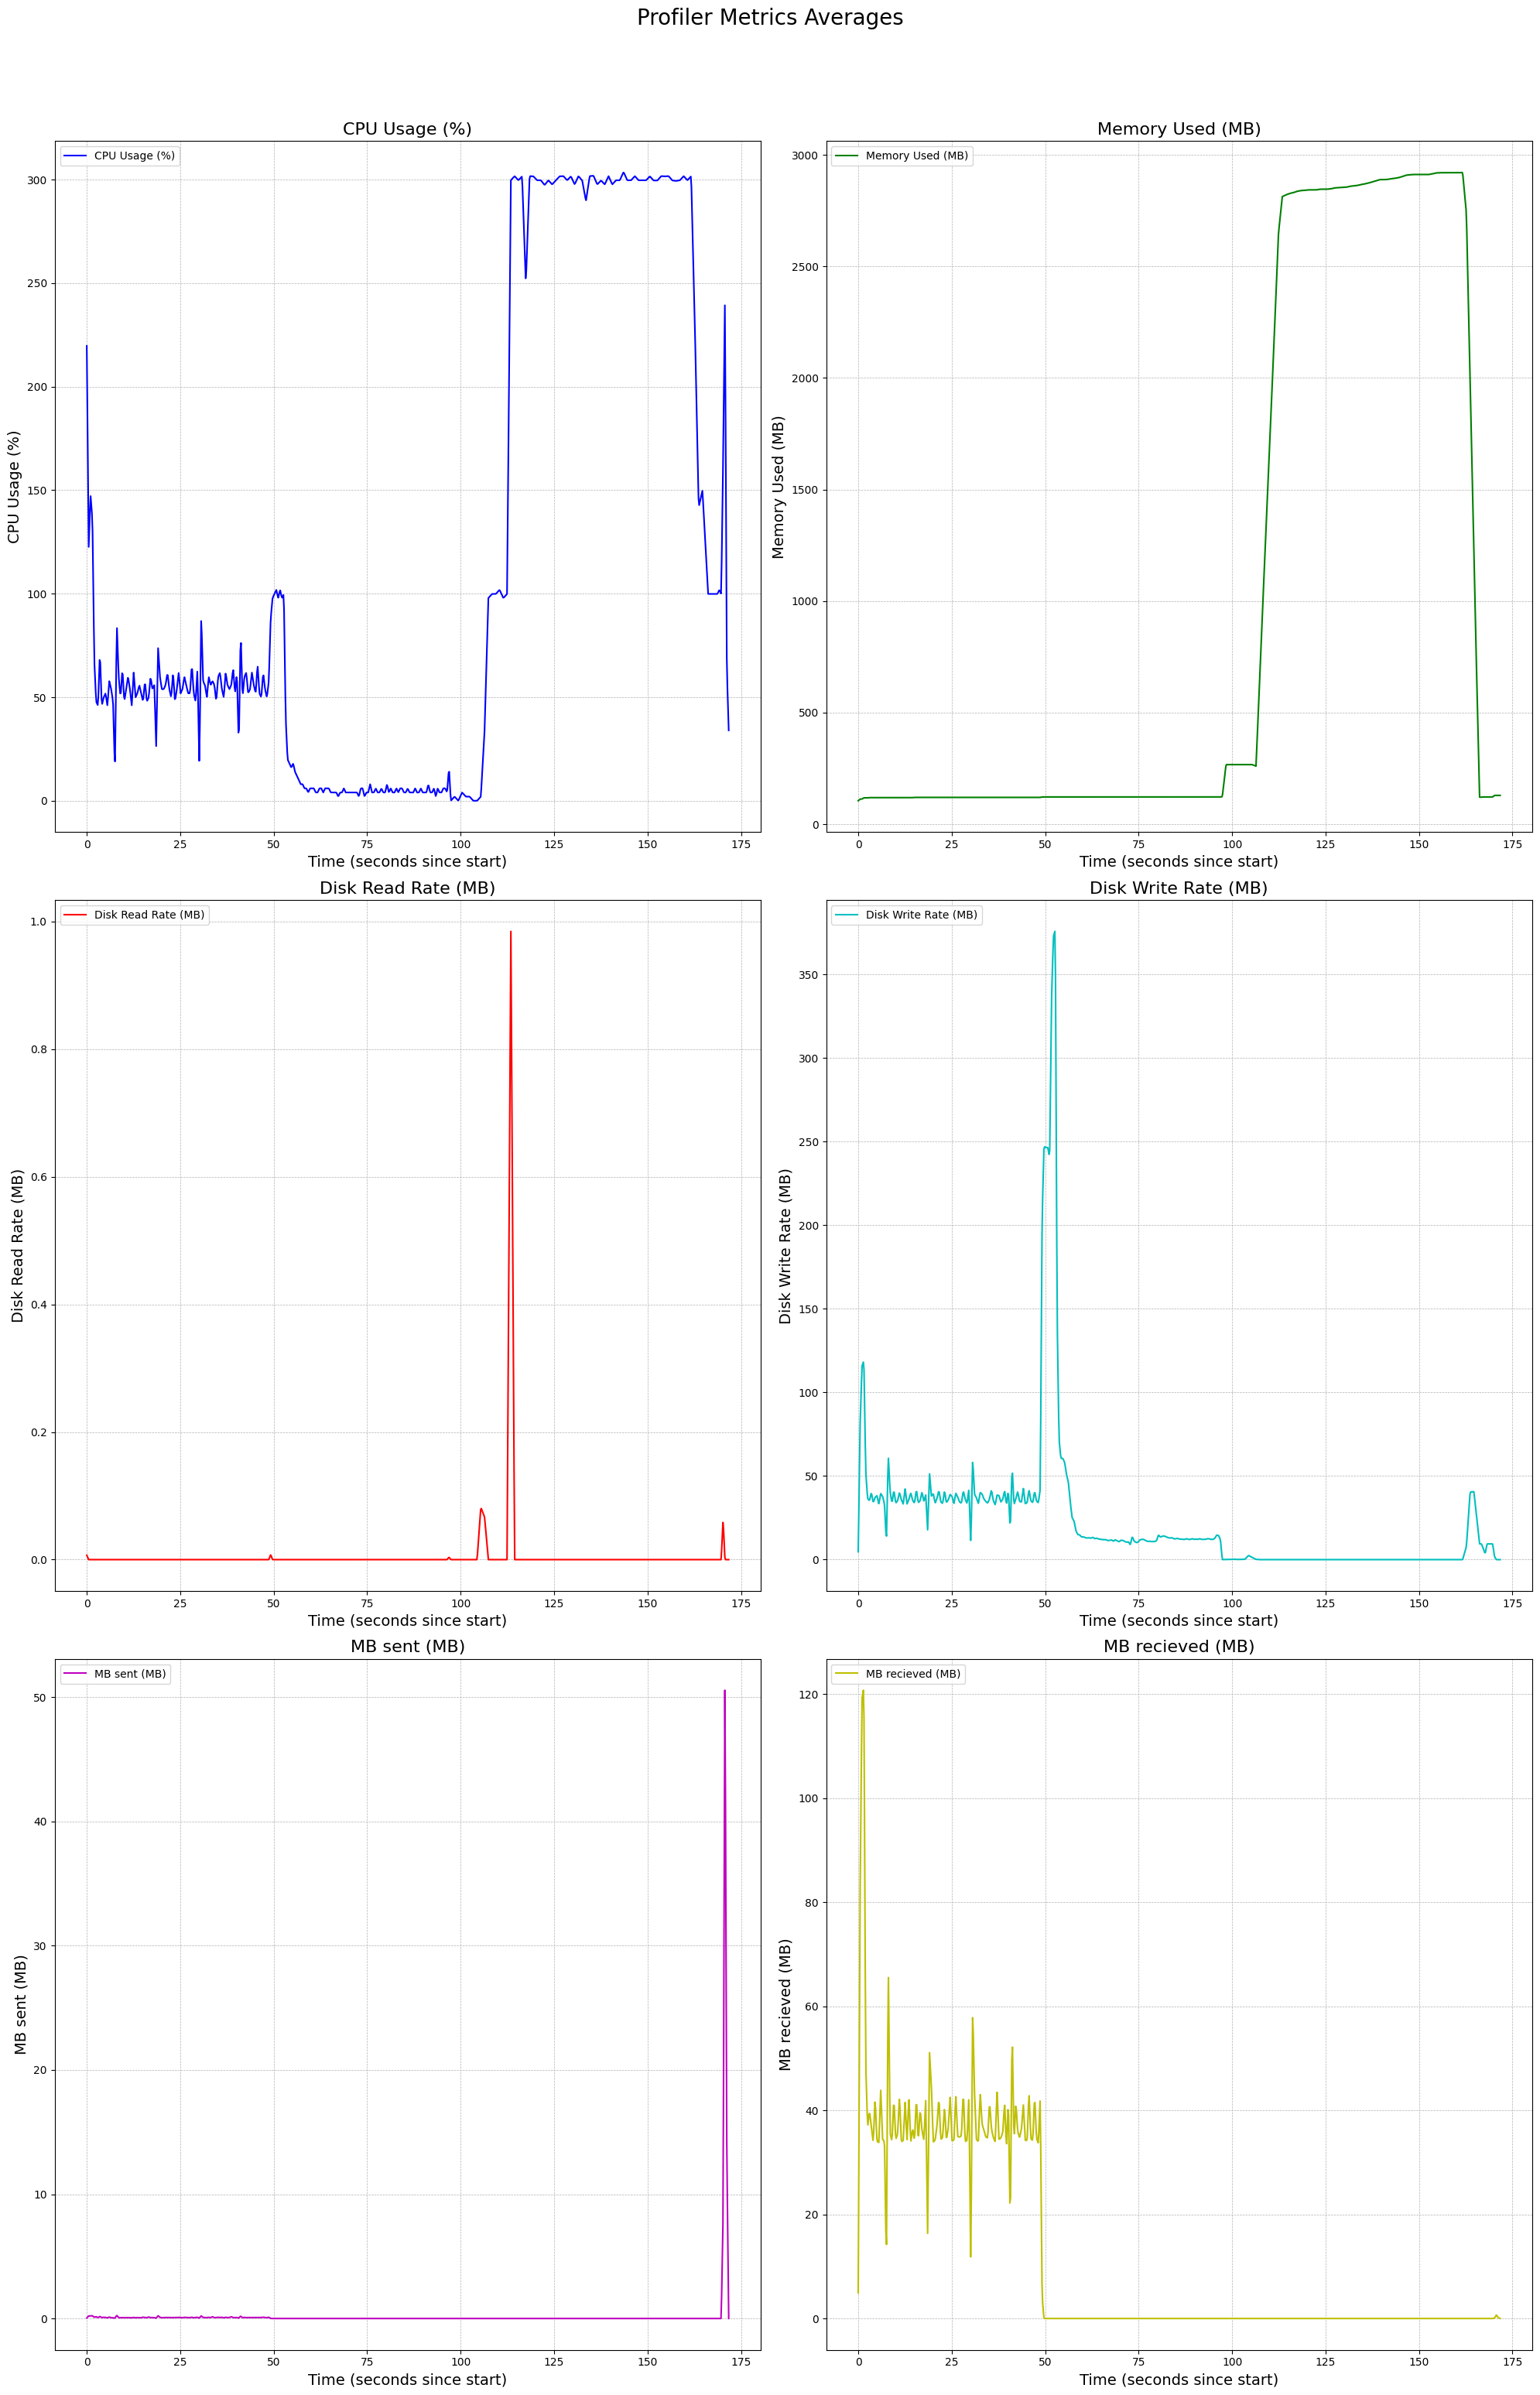 Profiler Metrics Averages
CPU Usage (%)
CPU Usage (%)
CPU Usage (%)
300
250
200
150
100
50
0
0 25 50 75 100 125 150 175
Time (seconds since start)
Memory Used (MB)
Memory Used (MB)
Memory Used (MB)
3000
2500
2000
1500
1000
500
0
0 25 50 75 100 125 150 175
Time (seconds since start)
Disk Read Rate (MB)
Disk Read Rate (MB)
Disk Read Rate (MB)
1.0
0.8
0.6
0.4
0.2
0.0
0 25 50 75 100 125 150 175
Time (seconds since start)
Disk Write Rate (MB)
Disk Write Rate (MB)
Disk Write Rate (MB)
350
300
250
200
150
100
50
0
0 25 50 75 100 125 150 175
Time (seconds since start)
MB sent (MB)
MB sent (MB)
MB sent (MB)
50
40
30
20
10
0
0 25 50 75 100 125 150 175
Time (seconds since start)
MB recieved (MB)
MB recieved (MB)
MB recieved (MB)
120
100
80
60
40
20
0
0 25 50 75 100 125 150 175
Time (seconds since start)